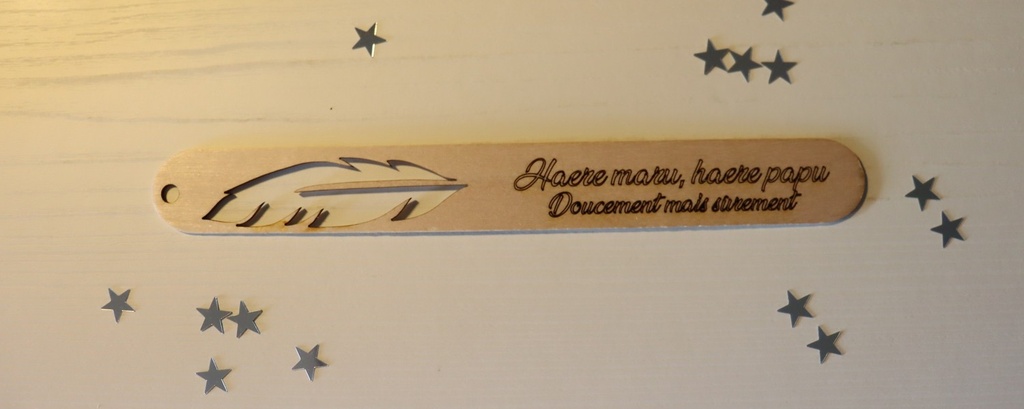 Haere maru, haere papu
Doucement mais sûrement